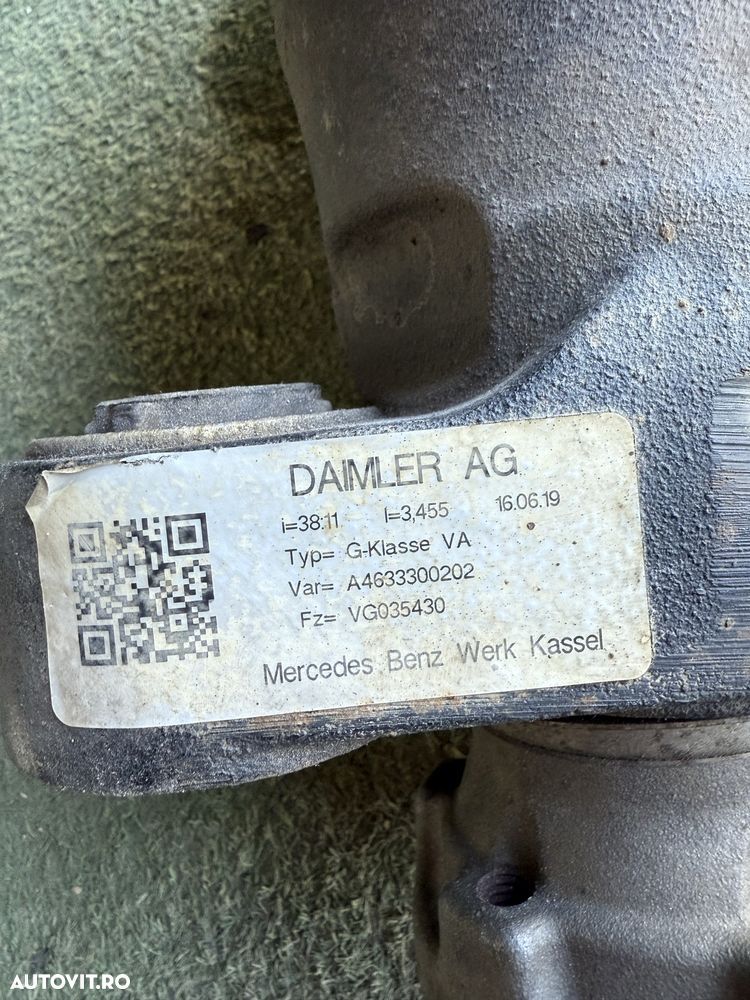 DAIMLER AG
i=38:11 I=3,455 16.06.19
Typ= G-Klasse VA
Var= A4633300202
Fz= VG035430
Mercedes Benz Werk Kassel
AUTOVIT.RO